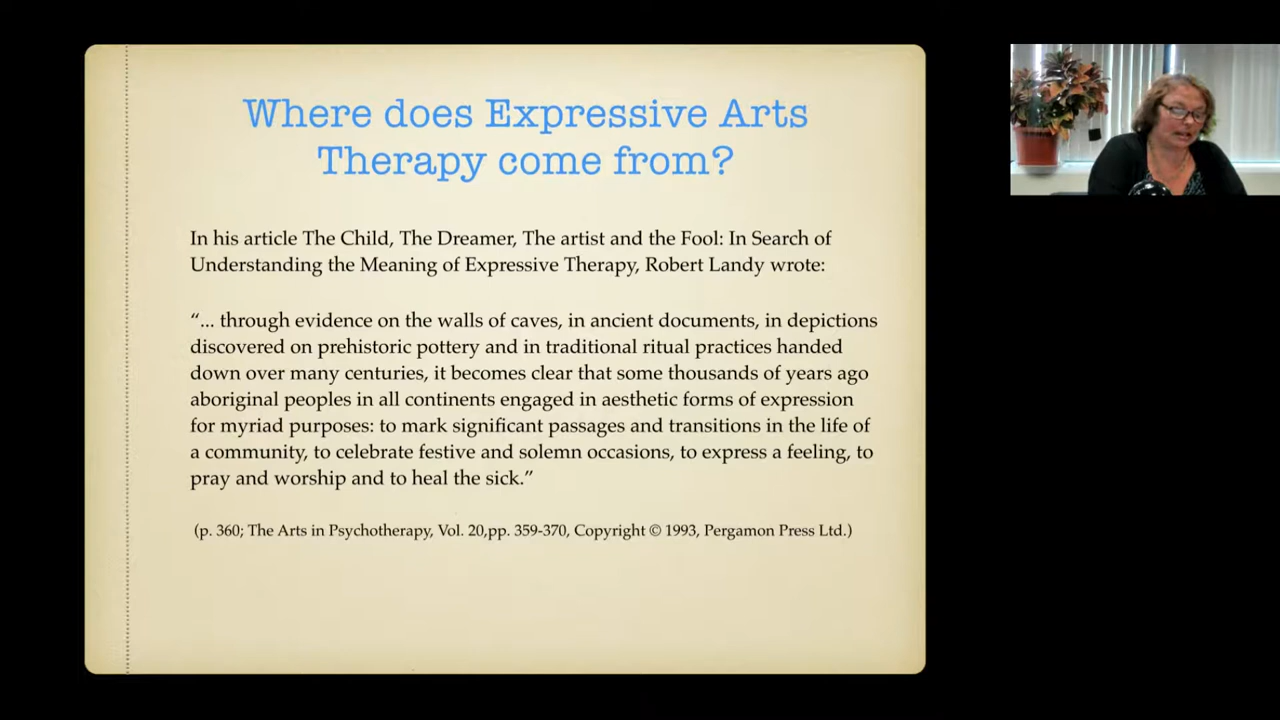 Where does Expressive Arts
Therapy come from?
In his article The Child, The Dreamer, The artist and the Fool: In Search of
Understanding the Meaning of Expressive Therapy, Robert Landy wrote:
“... through evidence on the walls of caves, in ancient documents, in depictions
discovered on prehistoric pottery and in traditional ritual practices handed
down over many centuries, it becomes clear that some thousands of years ago
aboriginal peoples in all continents engaged in aesthetic forms of expression
for myriad purposes: to mark significant passages and transitions in the life of
a community, to celebrate festive and solemn occasions, to express a feeling, to
pray and worship and to heal the sick.”
(p. 360; The Arts in Psychotherapy, Vol. 20,pp. 359-370, Copyright © 1993, Pergamon Press Ltd.)